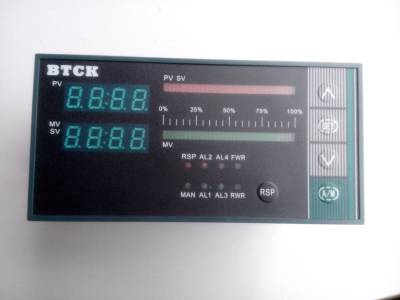 BTCK
PV
8.8.8.8
MV
SV
8.8.8.8
PV SV
0% 25% 50% 75% 100%
MV
RSP AL2 AL4 FWR
MAN AL1 AL3 RWR
RSP
A/M